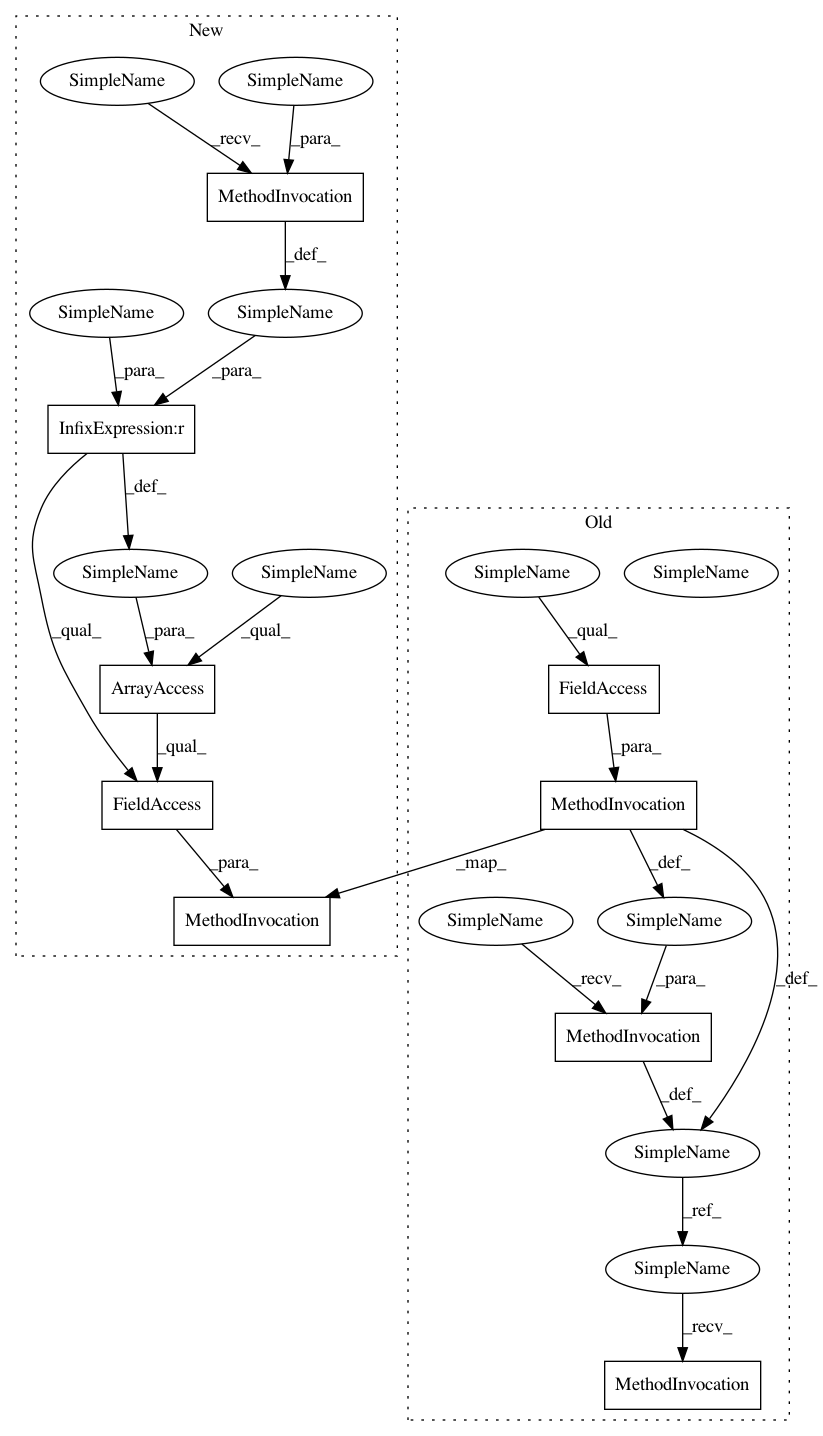 New
SimpleName
SimpleName
_recv_
_para_
MethodInvocation
_def_
SimpleName
SimpleName
_para_
_para_
InfixExpression:r
_def_
Old
SimpleName
SimpleName
SimpleName
SimpleName
_qual_
_para_
_qual_
_qual_
ArrayAccess
FieldAccess
_qual_
_para_
FieldAccess
MethodInvocation
_para_
_map_
_def_
MethodInvocation
SimpleName
SimpleName
_recv_
_para_
_def_
MethodInvocation
_def_
SimpleName
_ref_
SimpleName
_recv_
MethodInvocation